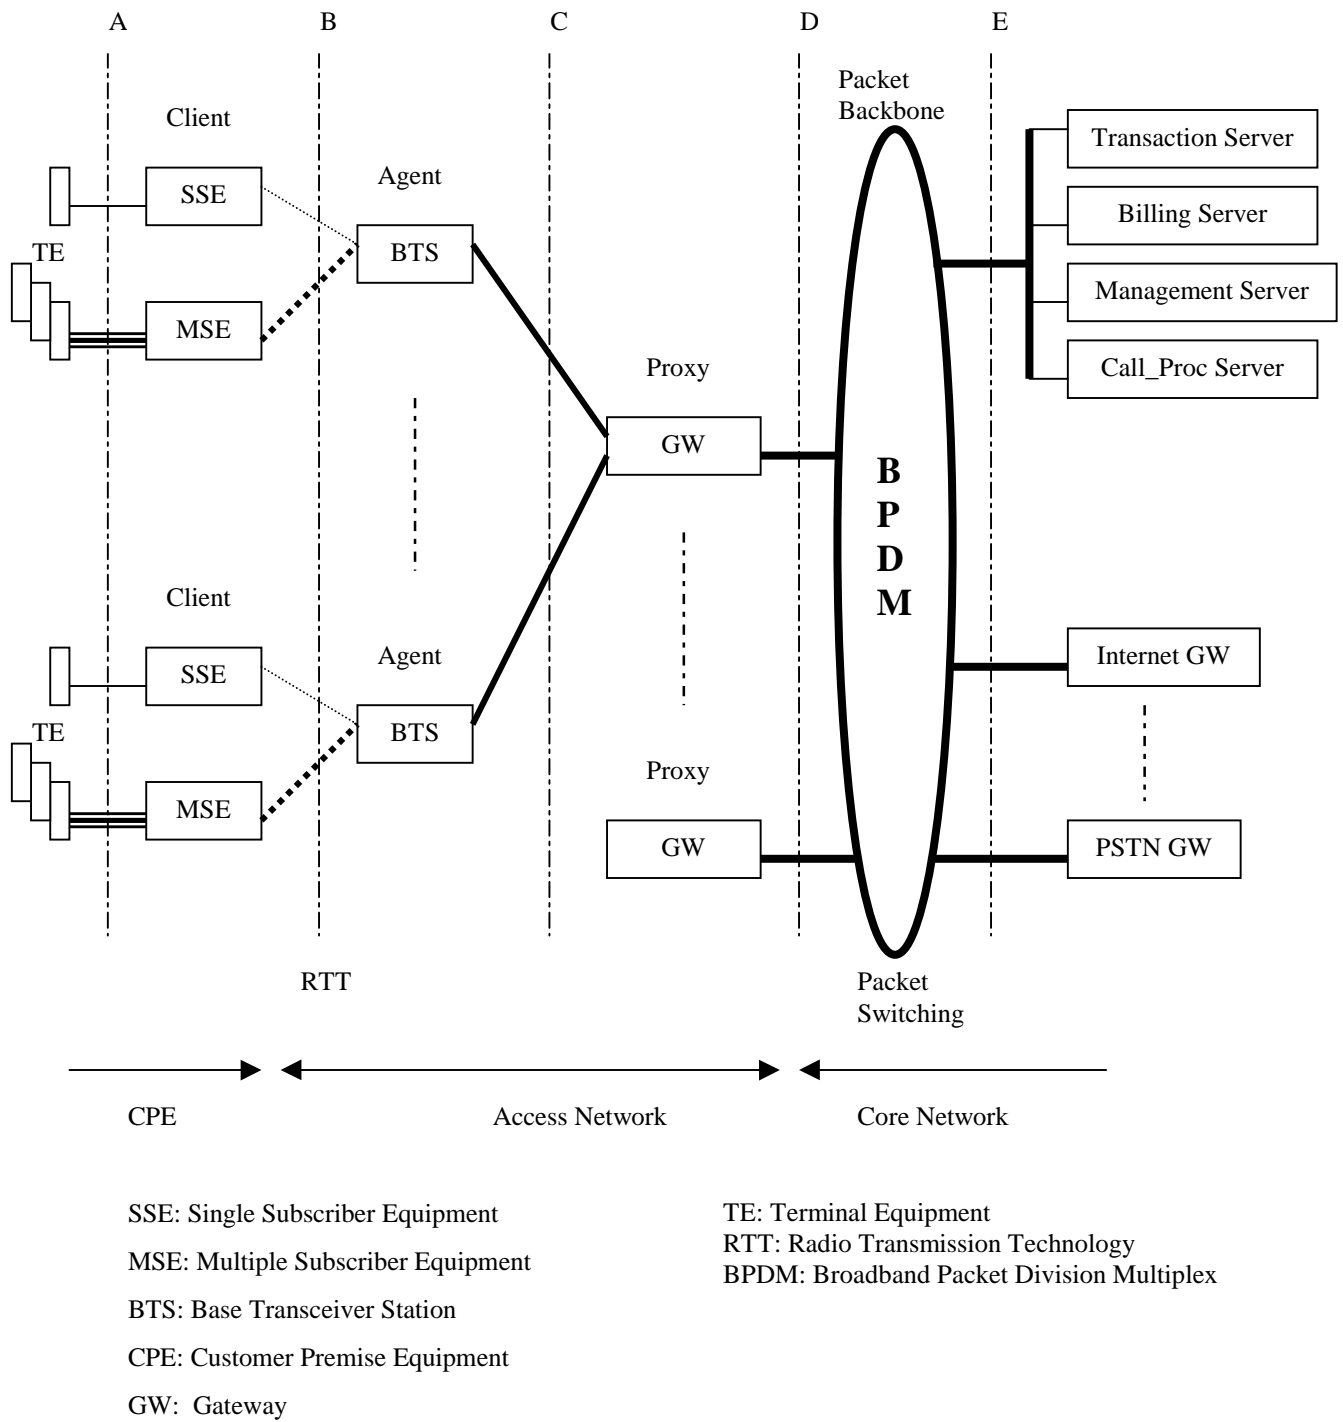 A B C D E
Packet
Backbone
Client
Transaction Server
Agent
SSE
Billing Server
TE
BTS
Management Server
MSE
Proxy
Call_Proc Server
GW
B
P
D
M
Client
Agent
Internet GW
SSE
TE
BTS
Proxy
MSE
GW
PSTN GW
RTT
Packet
Switching
CPE
Access Network
Core Network
SSE: Single Subscriber Equipment
MSE: Multiple Subscriber Equipment
BTS: Base Transceiver Station
CPE: Customer Premise Equipment
GW: Gateway
TE: Terminal Equipment
RTT: Radio Transmission Technology
BPDM: Broadband Packet Division Multiplex